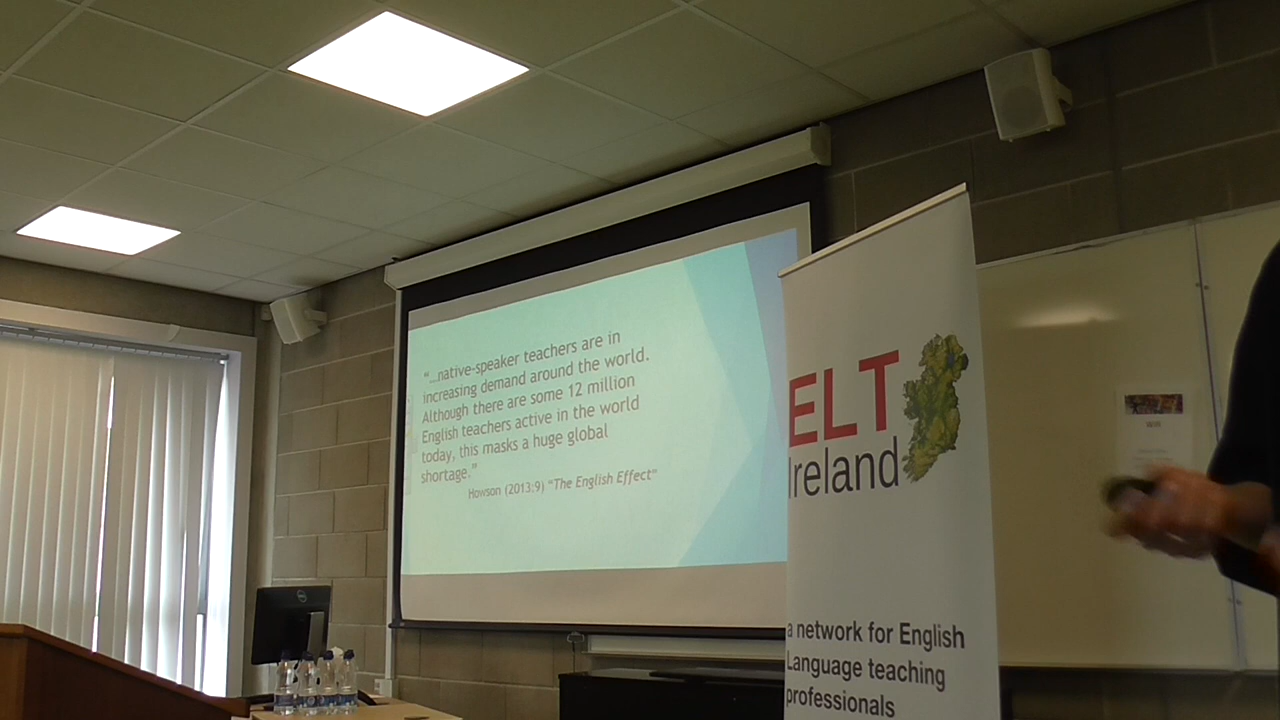 "...native-speaker teachers are in
increasing demand around the world.
Although there are some 12 million
English teachers active in the world
today, this masks a huge global
shortage."
Howson (2013:9) "The English Effect"
ELT
Ireland
a network for English
Language teaching
professionals
DELL
Wifi